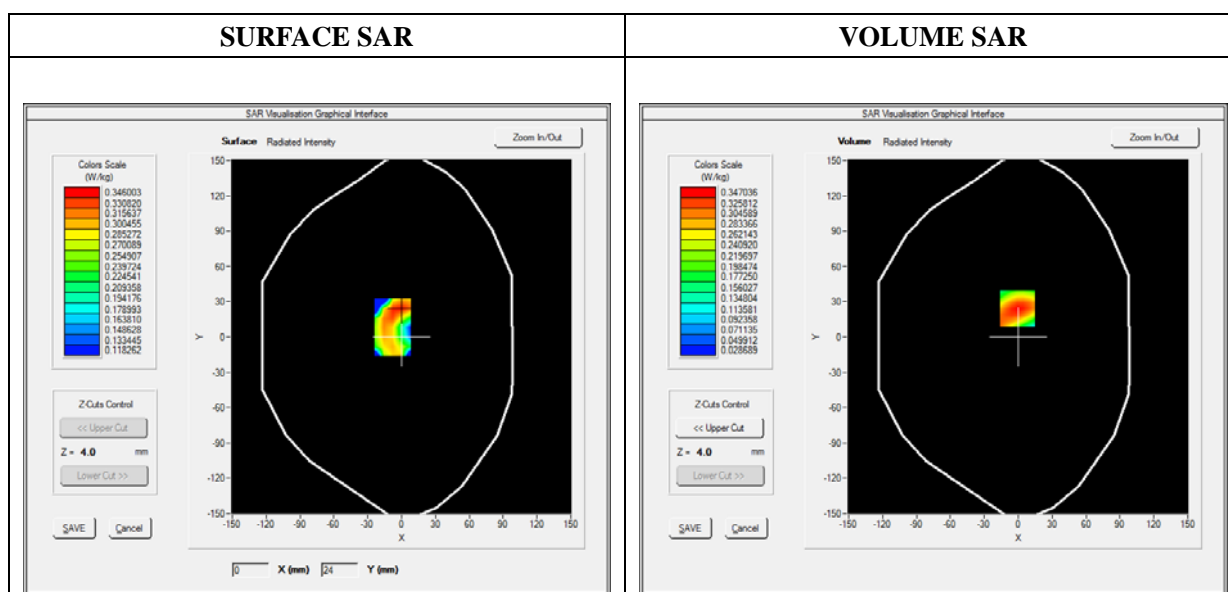 SURFACE SAR
VOLUME SAR
SAR Visualisation Graphical Interface
Surface Radiated Intensity
Zoom In/Out
Colors Scale
(W/kg)
0.346003
0.330820
0.315637
0.300455
0.285272
0.270089
0.254907
0.239724
0.224541
0.209358
0.194176
0.178993
0.163810
0.148628
0.133445
0.118262
Z-Cuts Control
<< Upper Cut
Z = 4.0 mm
Lower Cut >>
SAVE Cancel
150
120
90
60
30
0
-30
-60
-90
-120
-150
Y
-150 -120 -90 -60 -30 0 30 60 90 120 150
X
0 X (mm) 24 Y (mm)
SAR Visualisation Graphical Interface
Volume Radiated Intensity
Zoom In/Out
Colors Scale
(W/kg)
0.347036
0.325812
0.304589
0.283366
0.262143
0.240920
0.219697
0.198474
0.177250
0.156027
0.134804
0.113581
0.092358
0.071135
0.049912
0.028689
Z-Cuts Control
<< Upper Cut
Z = 4.0 mm
Lower Cut >>
SAVE Cancel
150
120
90
60
30
0
-30
-60
-90
-120
-150
Y
-150 -120 -90 -60 -30 0 30 60 90 120 150
X